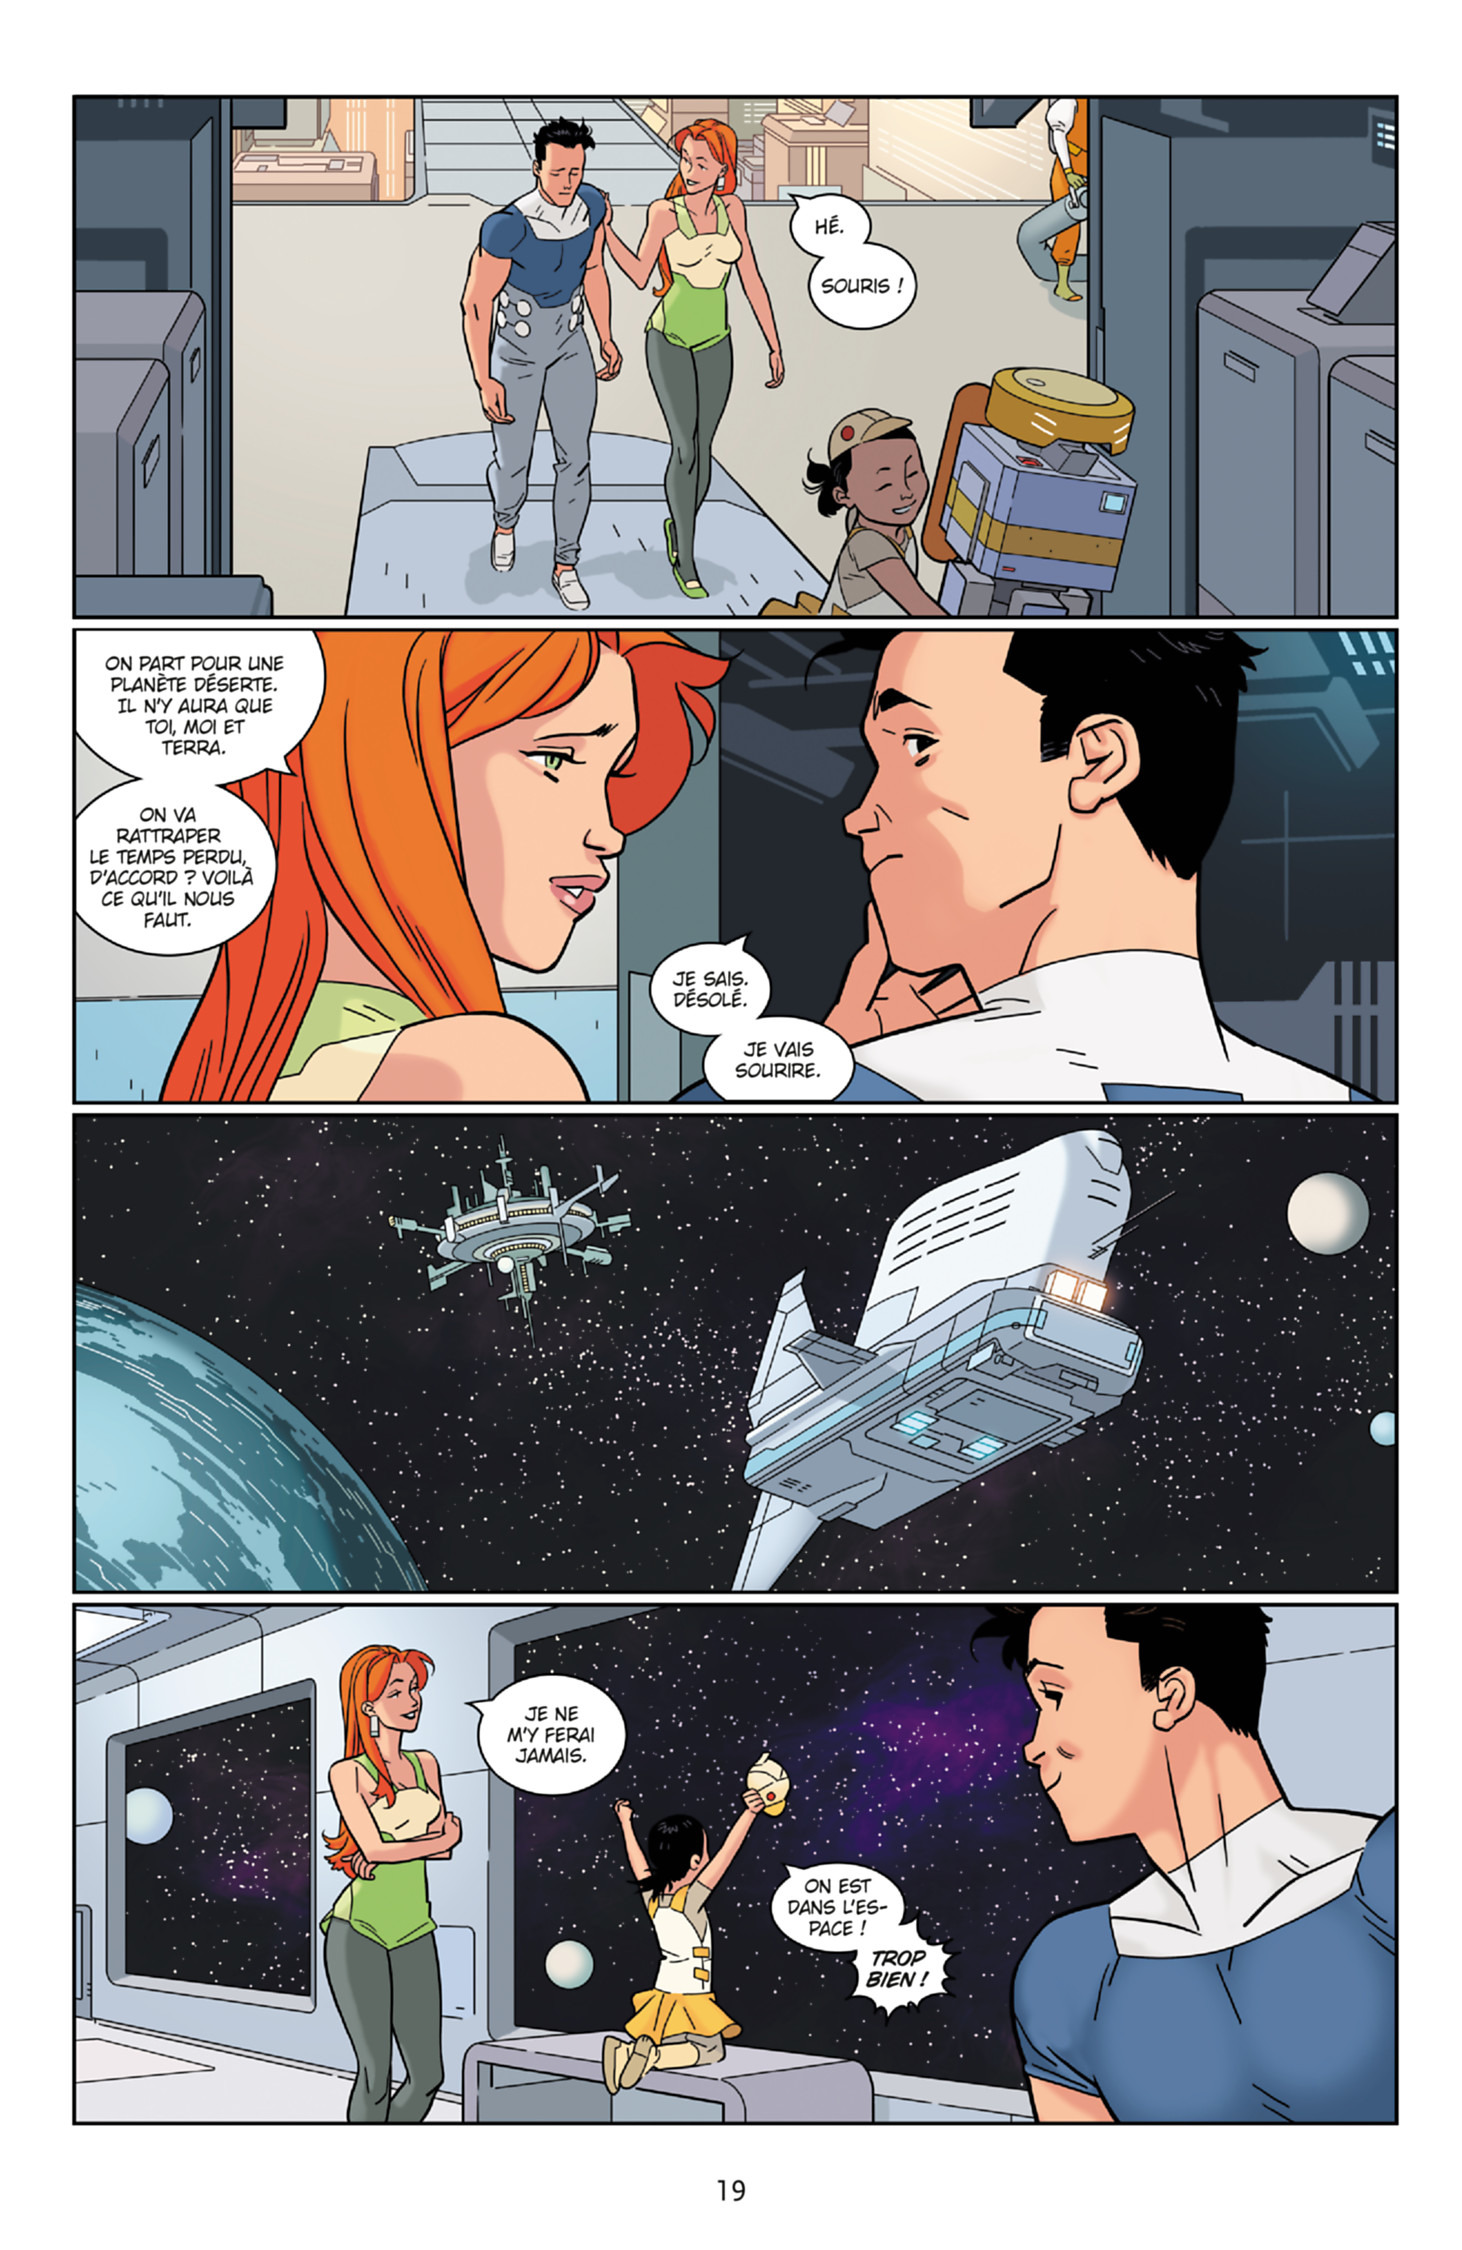 HÉ.
SOURIS !
ON PART POUR UNE
PLANÈTE DÉSERTE.
IL N'Y AURA QUE
TOI, MOI ET
TERRA.
ON VA
RATTRAPER
LE TEMPS PERDU,
D'ACCORD ? VOILÀ
CE QU'IL NOUS
FAUT.
JE SAIS.
DÉSOLÉ.
JE VAIS
SOURIRE.
JE NE
M'Y FERAI
JAMAIS.
ON EST
DANS L'ES-
PACE !
TROP
BIEN !
19